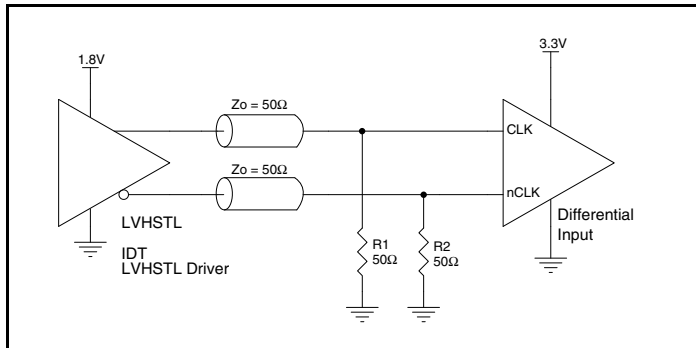 1.8V
3.3V
Zo = 50Ω
CLK
Zo = 50Ω
nCLK
LVHSTL
IDT
LVHSTL Driver
R1
50Ω
R2
50Ω
Differential
Input